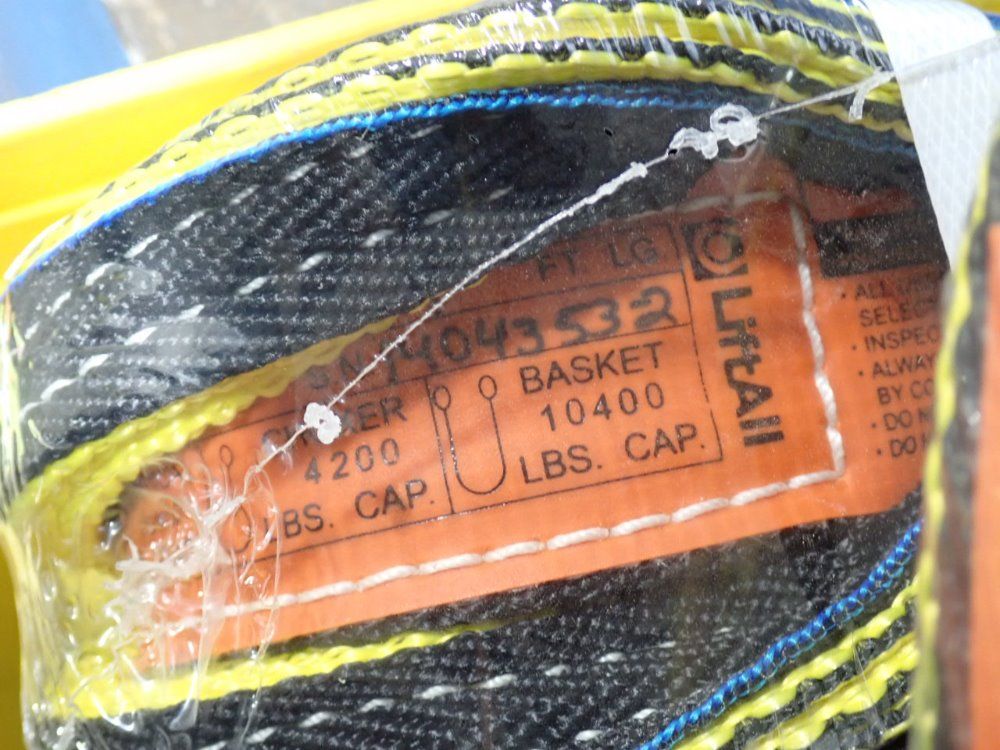 FT LG
4043532
CHOKER
4200
LBS. CAP.
BASKET
10400
LBS. CAP.
LiftAll
· ALL
SELEC
· INSPEC
· ALWAY
BY CO
· DO N
· DO